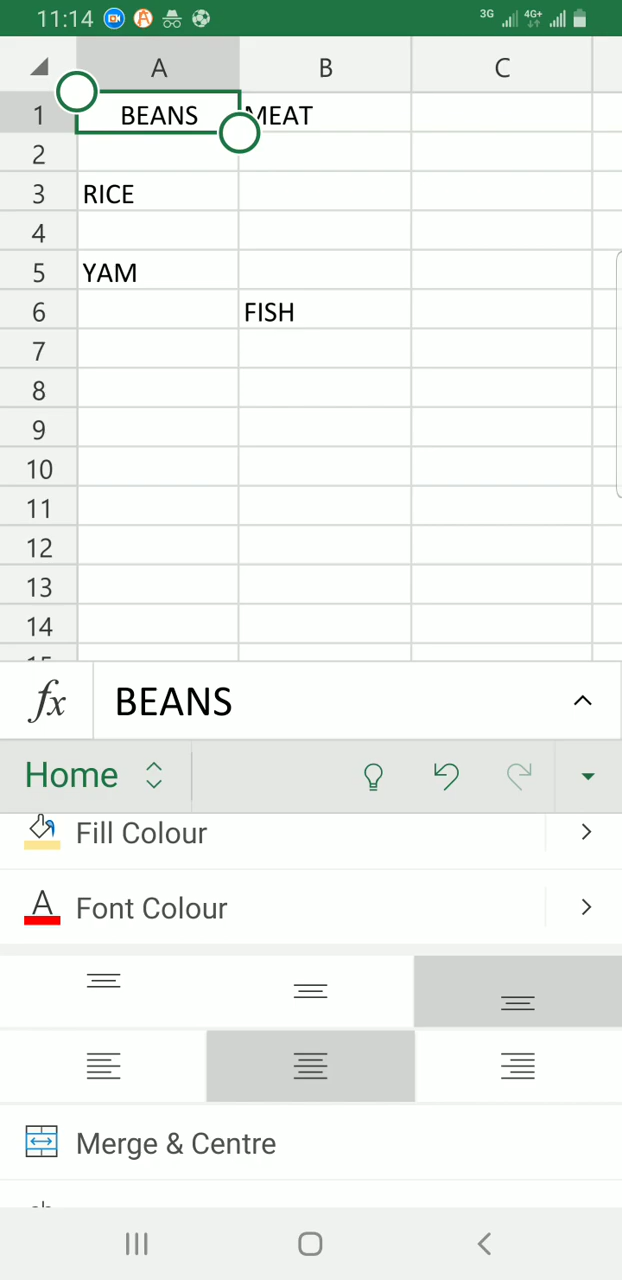 11:14 3G 4G+
A B C
1 BEANS MEAT
2
3 RICE
4
5 YAM
6 FISH
7
8
9
10
11
12
13
14
fx BEANS
Home
Fill Colour
A Font Colour
Merge & Centre